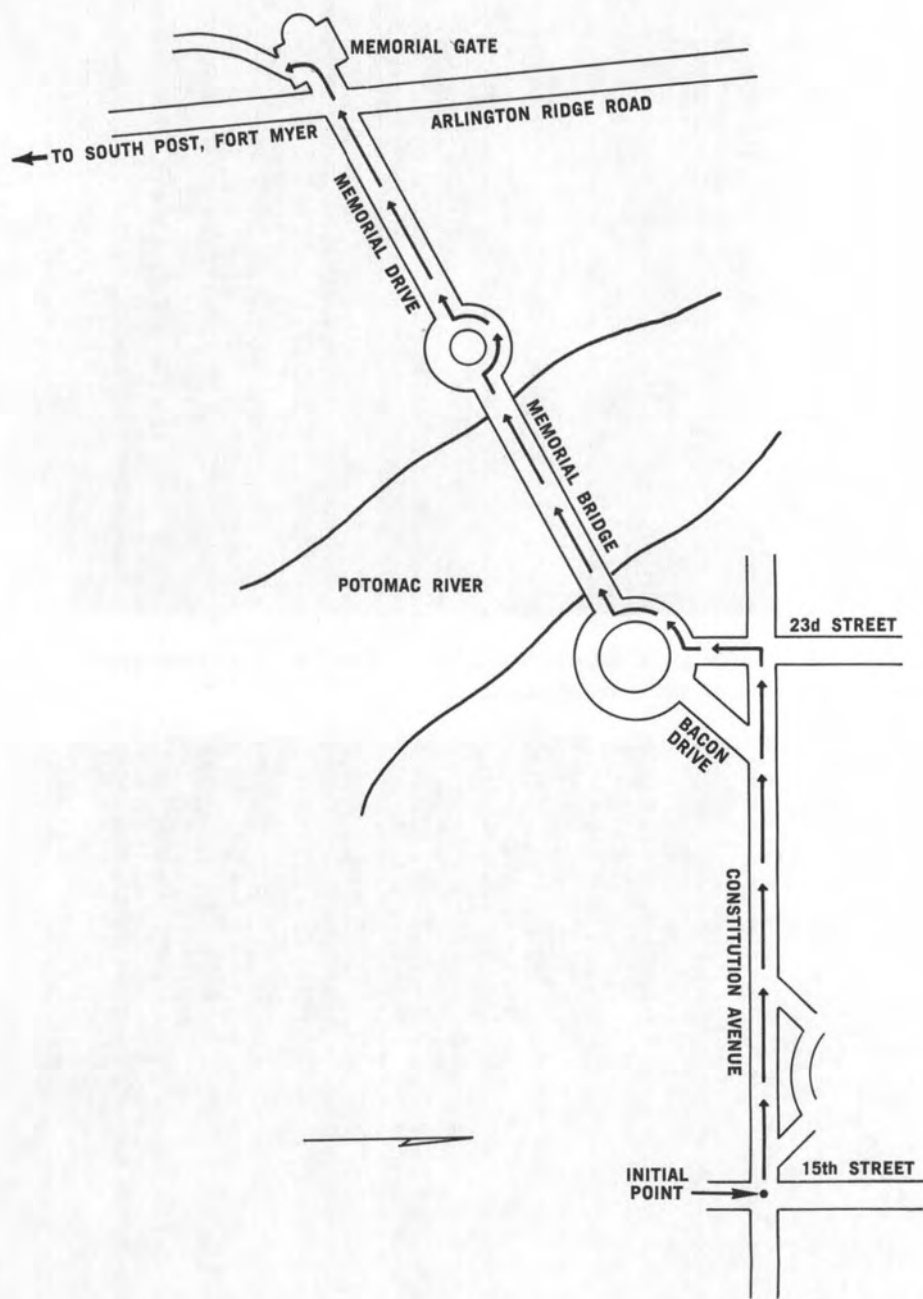 MEMORIAL GATE
ARLINGTON RIDGE ROAD
TO SOUTH POST, FORT MYER
MEMORIAL DRIVE
MEMORIAL BRIDGE
POTOMAC RIVER
23d STREET
BACON
DRIVE
CONSTITUTION AVENUE
15th STREET
INITIAL
POINT